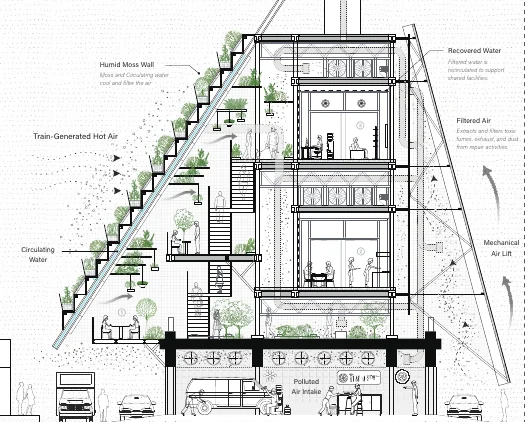 Humid Moss Wall
Moss and Circulating water
cool and filter the air
Recovered Water
Filtered water is
recirculated to support
shared facilities.
Filtered Air
Extracts and filters toxic
fumes, exhaust, and dust
from repair activities.
Train-Generated Hot Air
Circulating
Water
Mechanical
Air Lift
Polluted
Air Intake